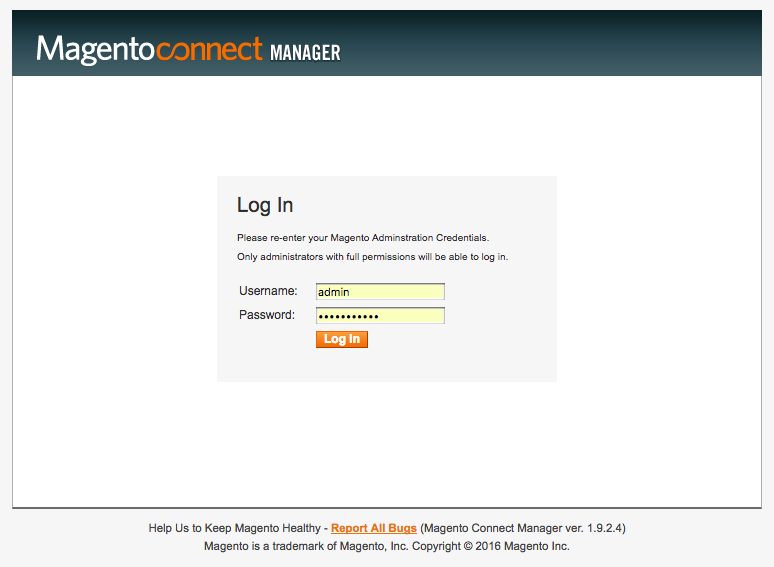 Magentoconnect MANAGER
Log In
Please re-enter your Magento Adminstration Credentials.
Only administrators with full permissions will be able to log in.
Username: admin
Password: •••••••••••
Log In
Help Us to Keep Magento Healthy - Report All Bugs (Magento Connect Manager ver. 1.9.2.4)
Magento is a trademark of Magento, Inc. Copyright © 2016 Magento Inc.